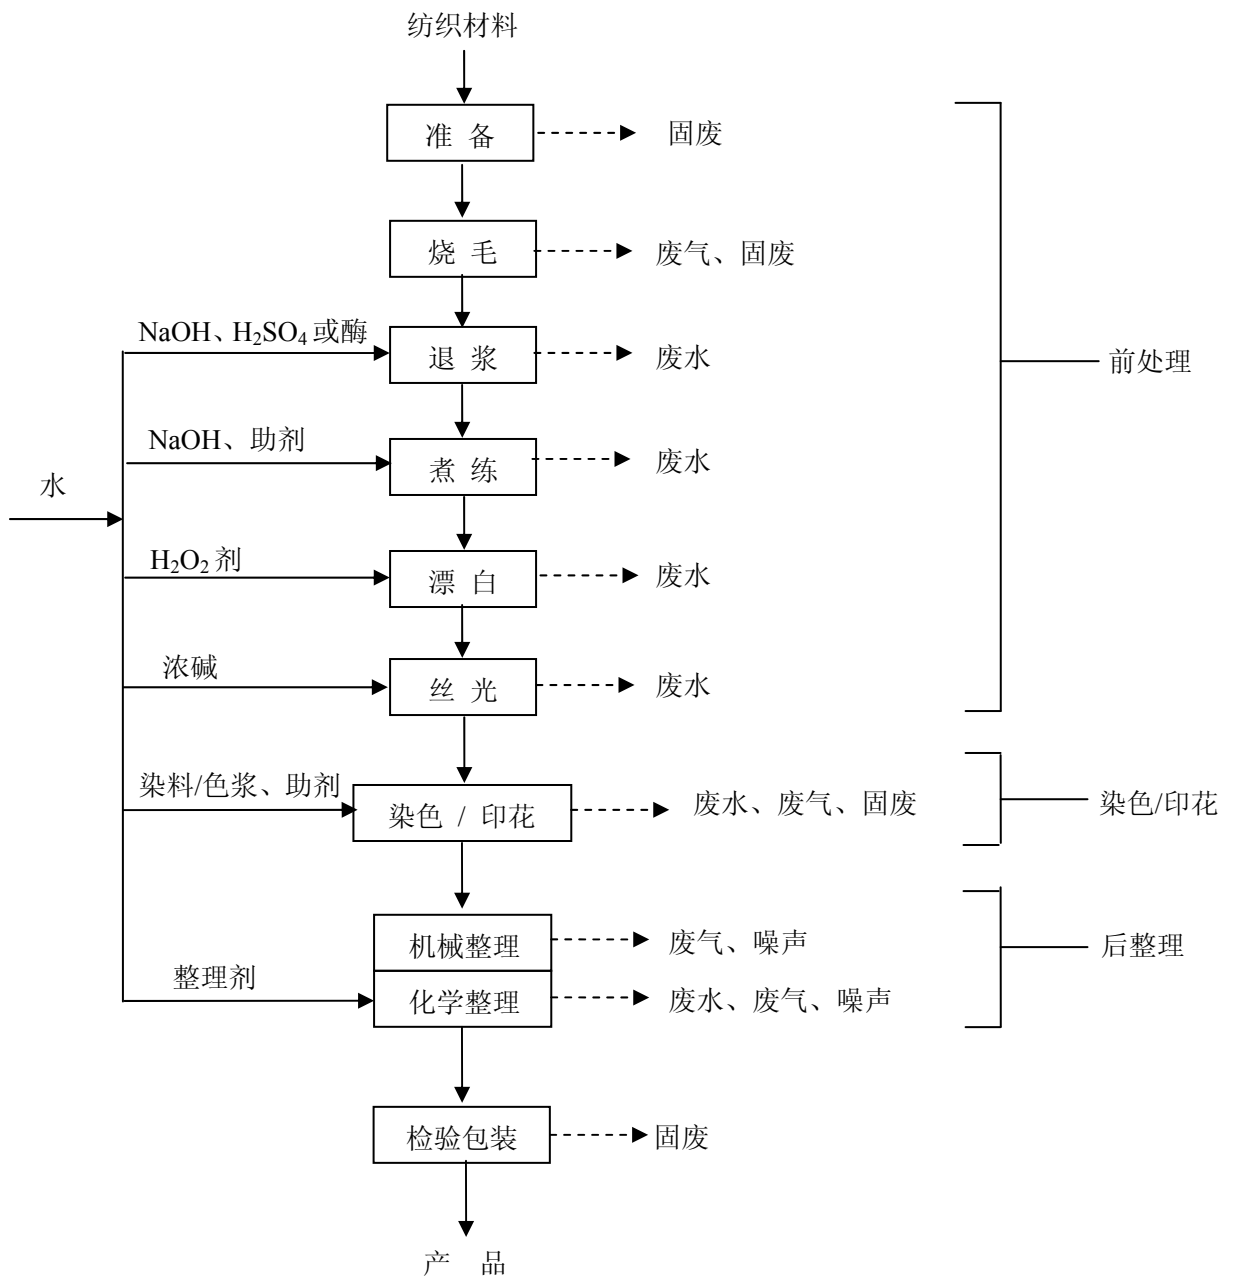 纺织材料
准 备
固废
烧 毛
废气、固废
NaOH、H₂SO₄或酶
退 浆
废水
前处理
NaOH、助剂
煮 练
废水
水
H₂O₂剂
漂 白
废水
浓碱
丝 光
废水
染料/色浆、助剂
染色 / 印花
废水、废气、固废
染色/印花
机械整理
废气、噪声
后整理
整理剂
化学整理
废水、废气、噪声
检验包装
固废
产 品